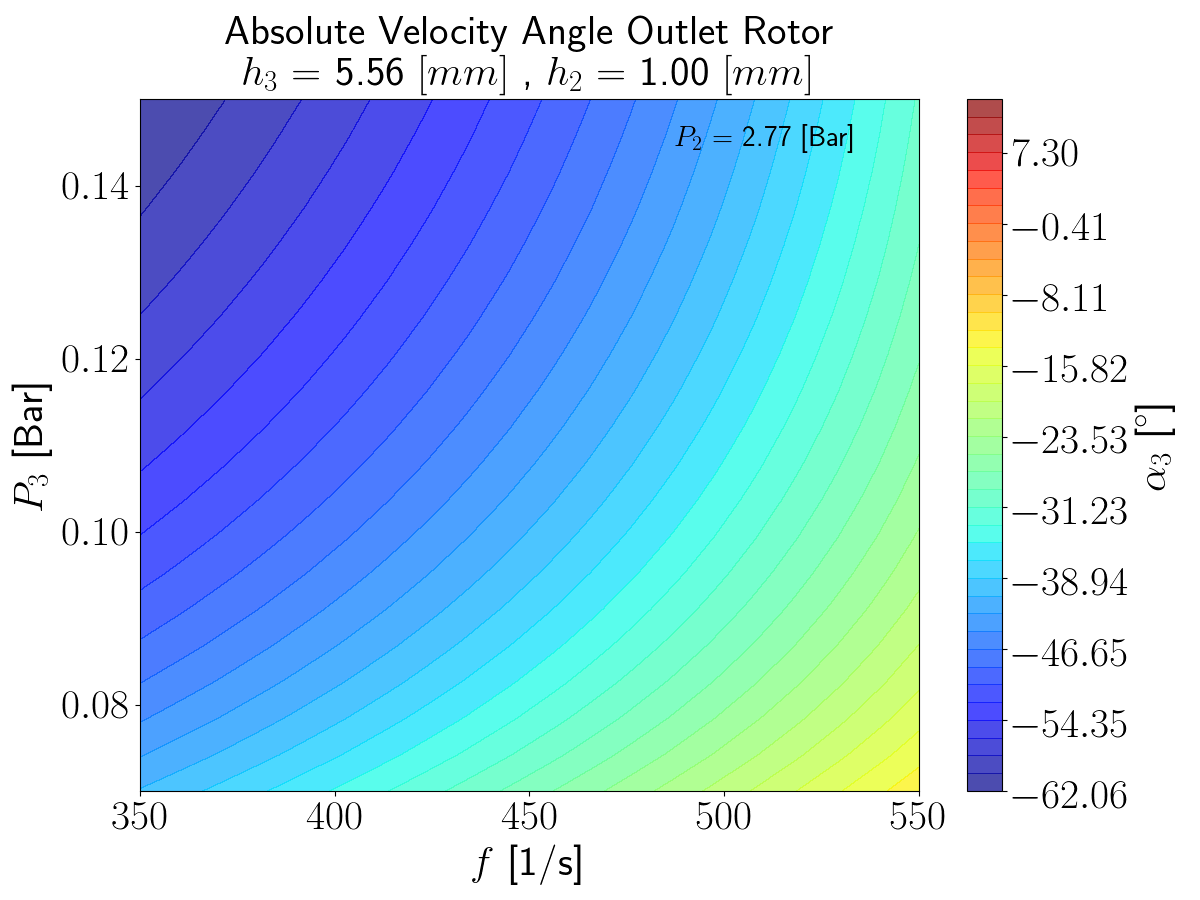 Absolute Velocity Angle Outlet Rotor
h₃ = 5.56 [mm] , h₂ = 1.00 [mm]
P₂ = 2.77 [Bar]
0.14
0.12
0.10
0.08
P₃ [Bar]
350 400 450 500 550
f [1/s]
7.30
−0.41
−8.11
−15.82
−23.53
−31.23
−38.94
−46.65
−54.35
−62.06
α₃ [°]